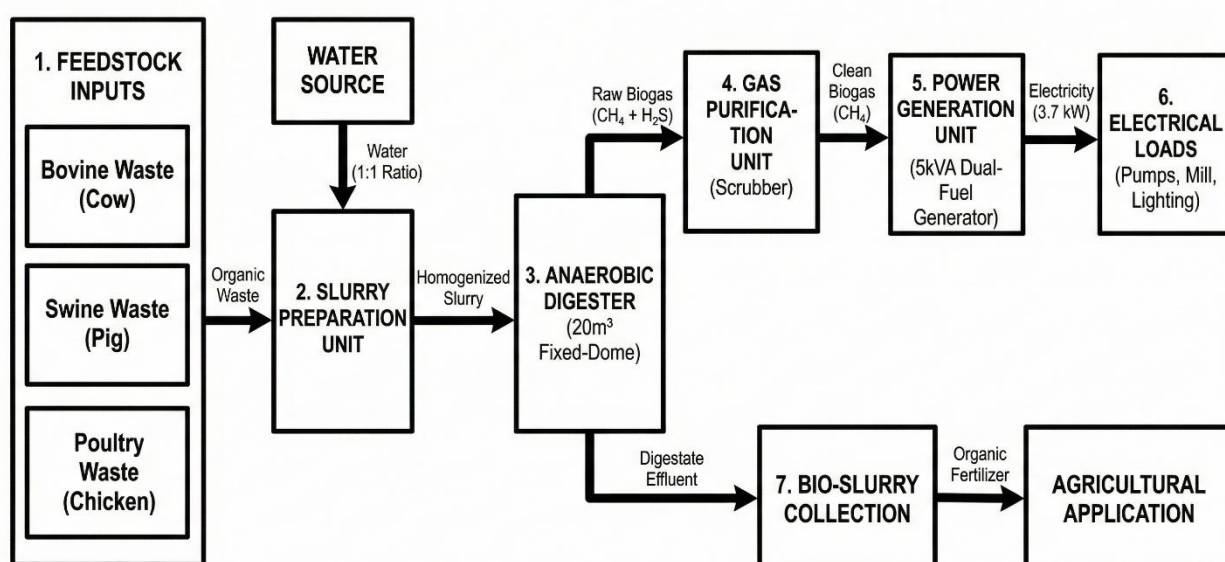 1. FEEDSTOCK
INPUTS
Bovine Waste
(Cow)
Swine Waste
(Pig)
Poultry
Waste
(Chicken)
Organic
Waste
WATER
SOURCE
Water
(1:1 Ratio)
2. SLURRY
PREPARATION
UNIT
Homogenized
Slurry
3. ANAEROBIC
DIGESTER
(20m³
Fixed-Dome)
Raw Biogas
(CH₄ + H₂S)
4. GAS
PURIFICA-
TION
UNIT
(Scrubber)
Clean
Biogas
(CH₄)
5. POWER
GENERATION
UNIT
(5kVA Dual-
Fuel
Generator)
Electricity
(3.7 kW)
6.
ELECTRICAL
LOADS
(Pumps, Mill,
Lighting)
Digestate
Effluent
7. BIO-SLURRY
COLLECTION
Organic
Fertilizer
AGRICULTURAL
APPLICATION